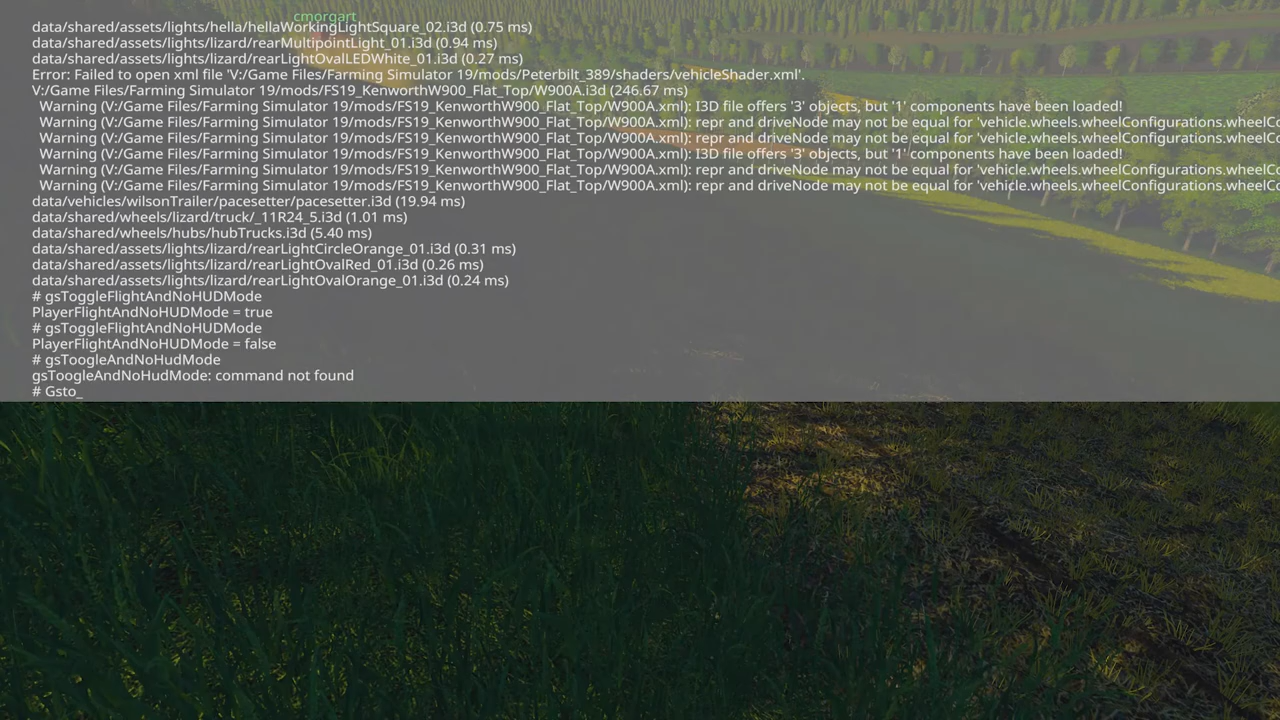 cmorgart
data/shared/assets/lights/hella/hellaWorkingLightSquare_02.i3d (0.75 ms)
data/shared/assets/lights/lizard/rearMultipointLight_01.i3d (0.94 ms)
data/shared/assets/lights/lizard/rearLightOvalLEDWhite_01.i3d (0.27 ms)
Error: Failed to open xml file 'V:/Game Files/Farming Simulator 19/mods/Peterbilt_389/shaders/vehicleShader.xml'.
V:/Game Files/Farming Simulator 19/mods/FS19_KenworthW900_Flat_Top/W900A.i3d (246.67 ms)
Warning (V:/Game Files/Farming Simulator 19/mods/FS19_KenworthW900_Flat_Top/W900A.xml): I3D file offers '3' objects, but '1' components have been loaded!
Warning (V:/Game Files/Farming Simulator 19/mods/FS19_KenworthW900_Flat_Top/W900A.xml): repr and driveNode may not be equal for 'vehicle.wheels.wheelConfigurations.wheelCo
Warning (V:/Game Files/Farming Simulator 19/mods/FS19_KenworthW900_Flat_Top/W900A.xml): repr and driveNode may not be equal for 'vehicle.wheels.wheelConfigurations.wheelCo
Warning (V:/Game Files/Farming Simulator 19/mods/FS19_KenworthW900_Flat_Top/W900A.xml): I3D file offers '3' objects, but '1' components have been loaded!
Warning (V:/Game Files/Farming Simulator 19/mods/FS19_KenworthW900_Flat_Top/W900A.xml): repr and driveNode may not be equal for 'vehicle.wheels.wheelConfigurations.wheelCo
Warning (V:/Game Files/Farming Simulator 19/mods/FS19_KenworthW900_Flat_Top/W900A.xml): repr and driveNode may not be equal for 'vehicle.wheels.wheelConfigurations.wheelCo
data/vehicles/wilsonTrailer/pacesetter/pacesetter.i3d (19.94 ms)
data/shared/wheels/lizard/truck/_11R24_5.i3d (1.01 ms)
data/shared/wheels/hubs/hubTrucks.i3d (5.40 ms)
data/shared/assets/lights/lizard/rearLightCircleOrange_01.i3d (0.31 ms)
data/shared/assets/lights/lizard/rearLightOvalRed_01.i3d (0.26 ms)
data/shared/assets/lights/lizard/rearLightOvalOrange_01.i3d (0.24 ms)
# gsToggleFlightAndNoHUDMode
PlayerFlightAndNoHUDMode = true
# gsToggleFlightAndNoHUDMode
PlayerFlightAndNoHUDMode = false
# gsToogleAndNoHudMode
gsToogleAndNoHudMode: command not found
# Gsto_